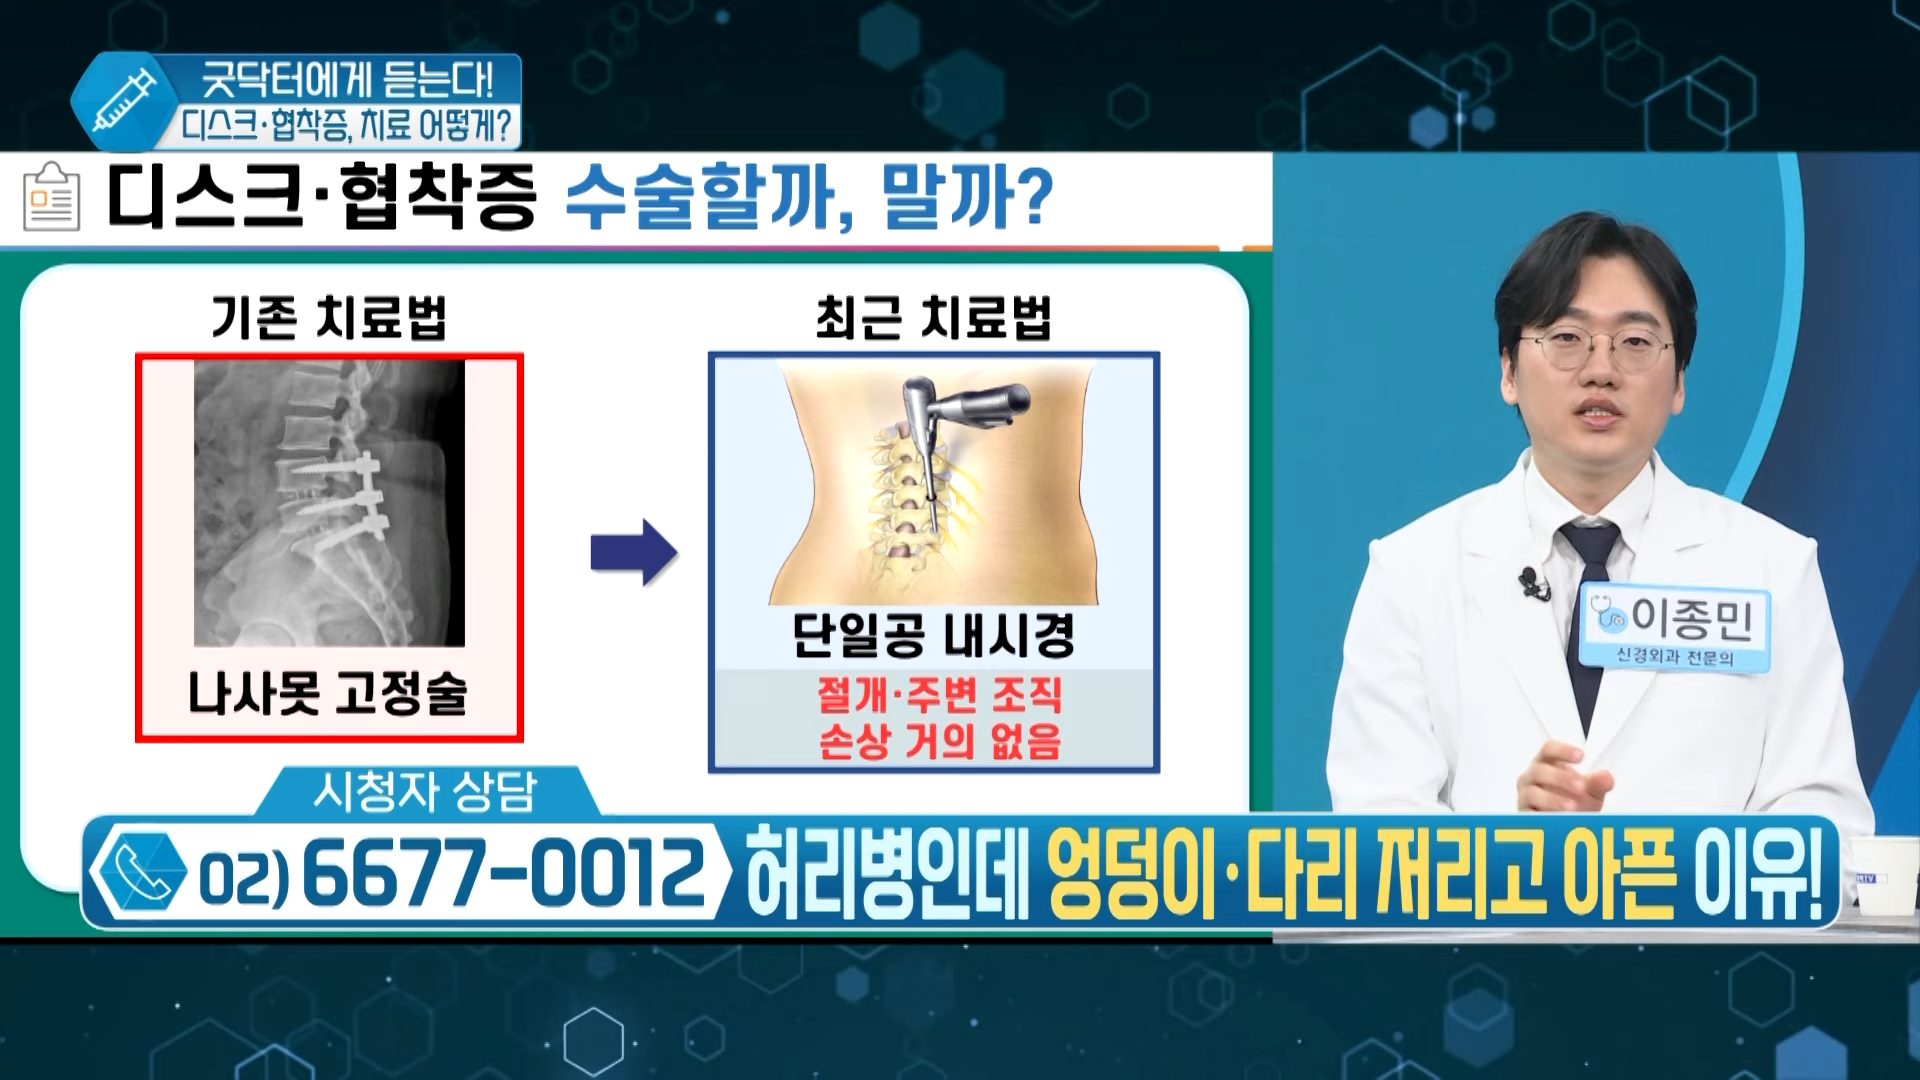 굿닥터에게 듣는다!
디스크·협착증, 치료 어떻게?
디스크·협착증 수술할까, 말까?
기존 치료법
나사못 고정술
최근 치료법
단일공 내시경
절개·주변 조직
손상 거의 없음
이종민
신경외과 전문의
시청자 상담
02) 6677-0012
허리병인데 엉덩이·다리 저리고 아픈 이유!